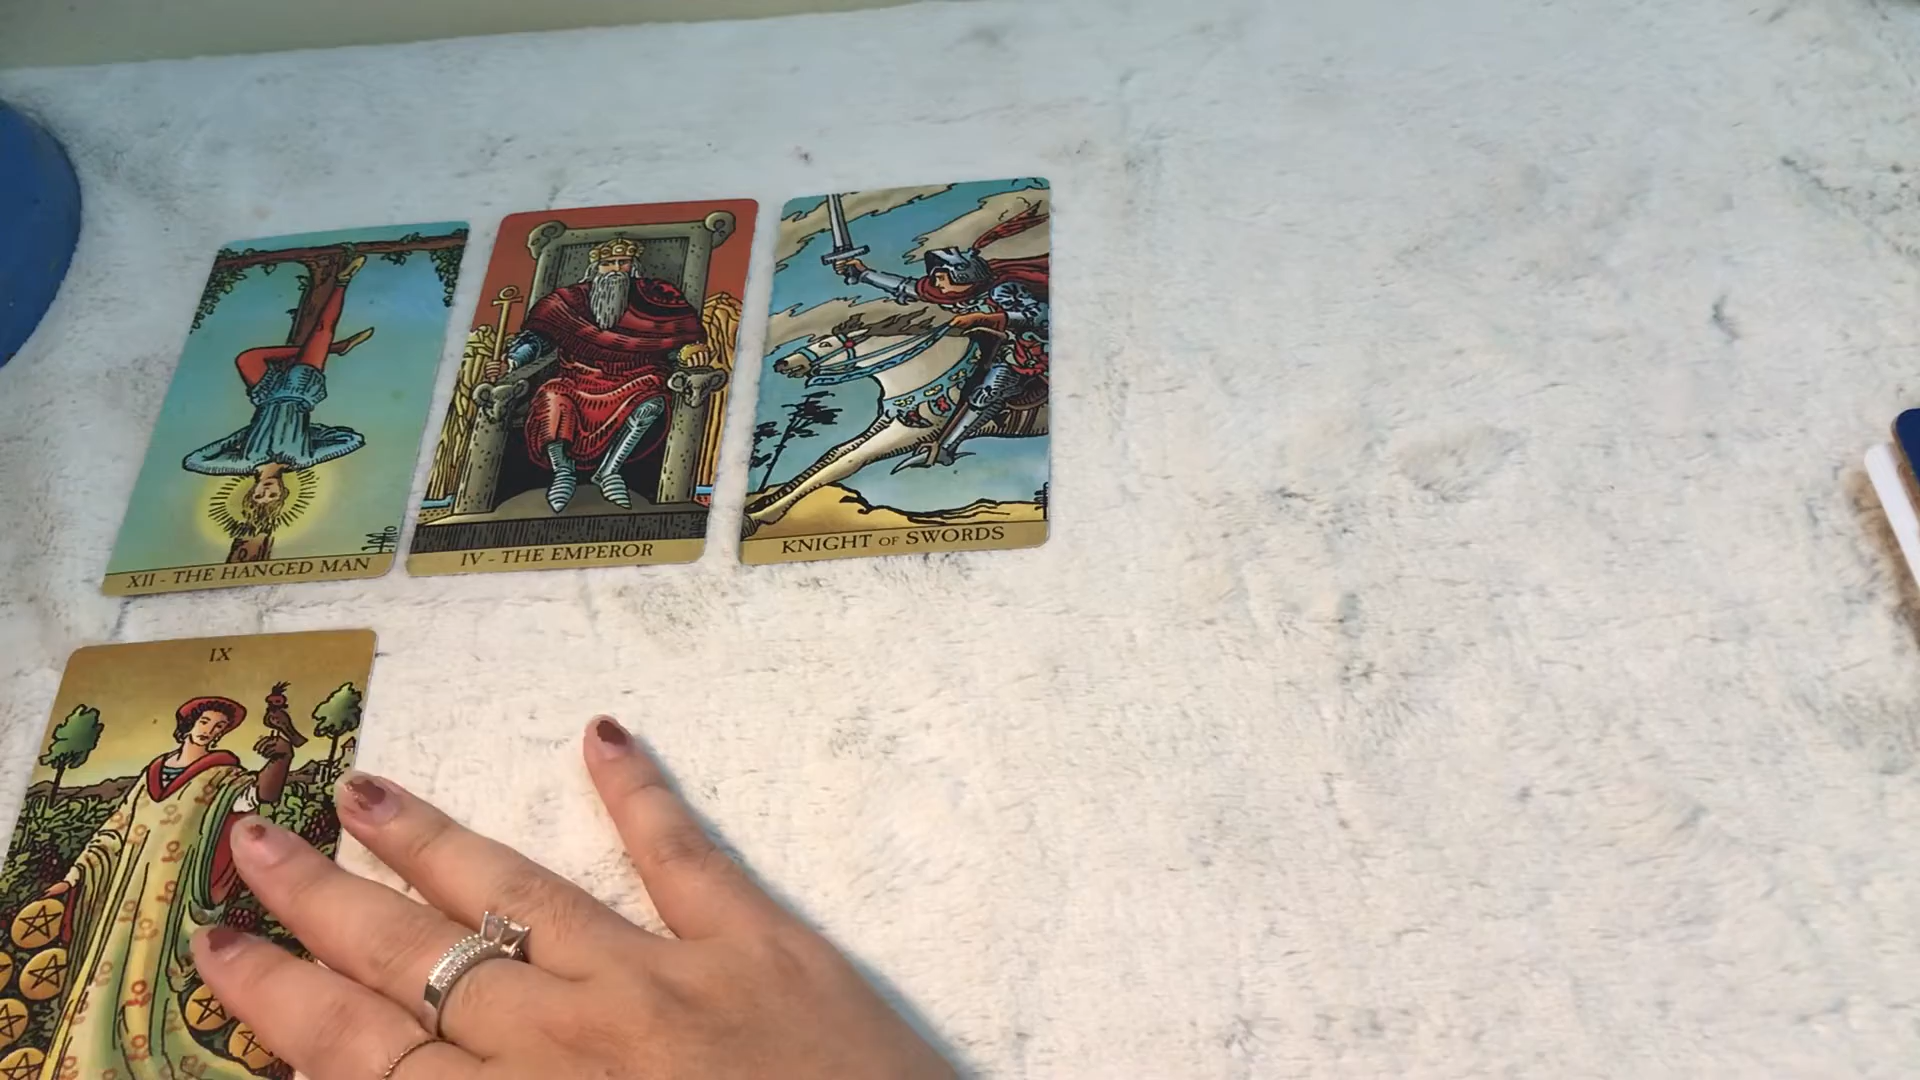 XII - THE HANGED MAN
IV - THE EMPEROR
KNIGHT OF SWORDS
IX